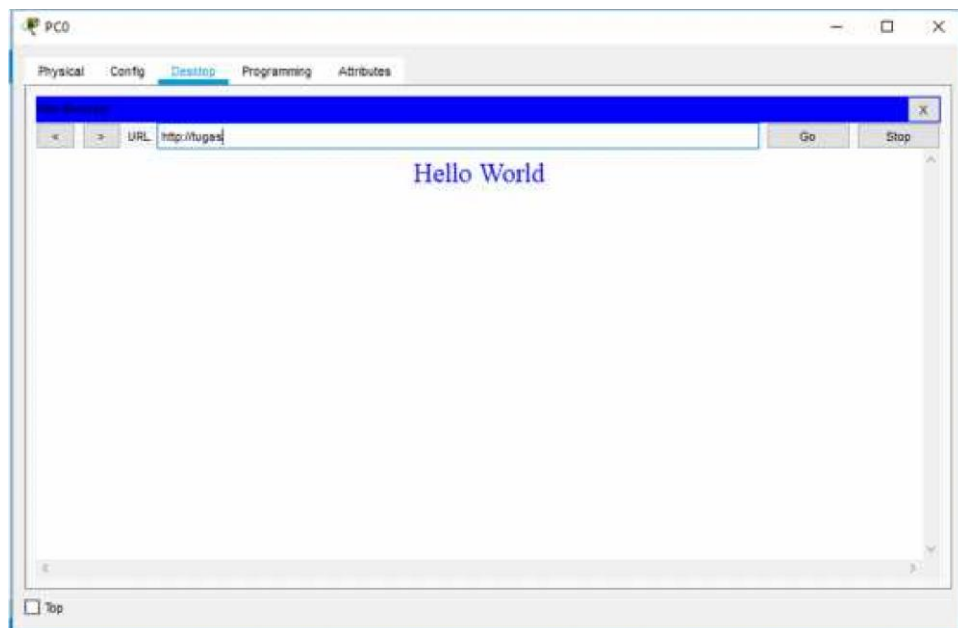 PC0
Physical Config Desktop Programming Attributes
X
< > URL http://tugas Go Stop
Hello World
Top